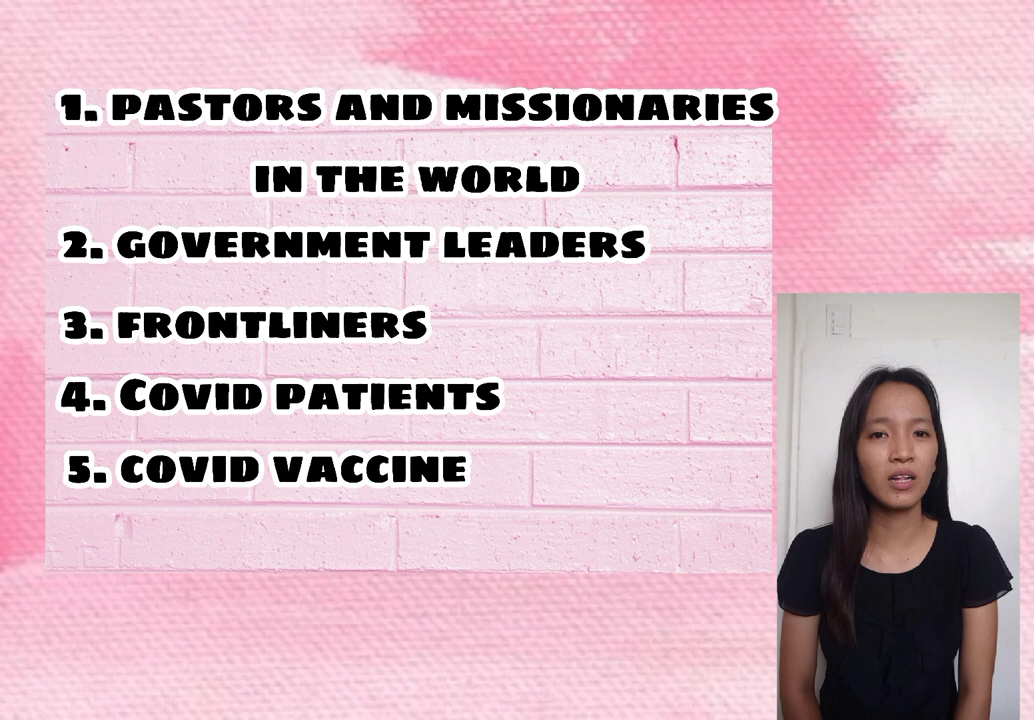 1. PASTORS AND MISSIONARIES
IN THE WORLD
2. GOVERNMENT LEADERS
3. FRONTLINERS
4. COVID PATIENTS
5. COVID VACCINE